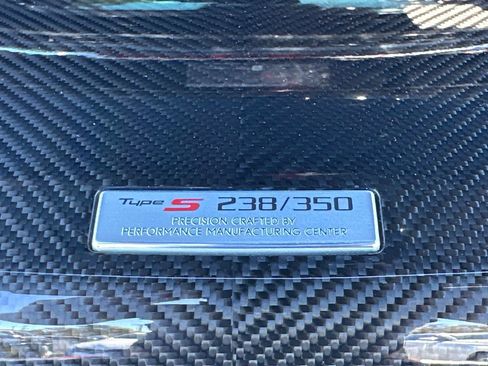 Type S 238/350
PRECISION CRAFTED BY
PERFORMANCE MANUFACTURING CENTER